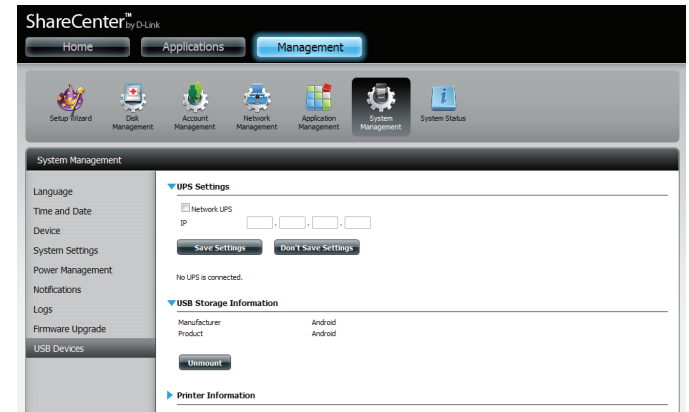 ShareCenter™ by D-Link
Home Applications Management
Setup Wizard Disk Management Account Management Network Management Application Management System Management System Status
System Management
Language
Time and Date
Device
System Settings
Power Management
Notifications
Logs
Firmware Upgrade
USB Devices
UPS Settings
Network UPS
IP . . .
Save Settings Don't Save Settings
No UPS is connected.
USB Storage Information
Manufacturer Android
Product Android
Unmount
Printer Information